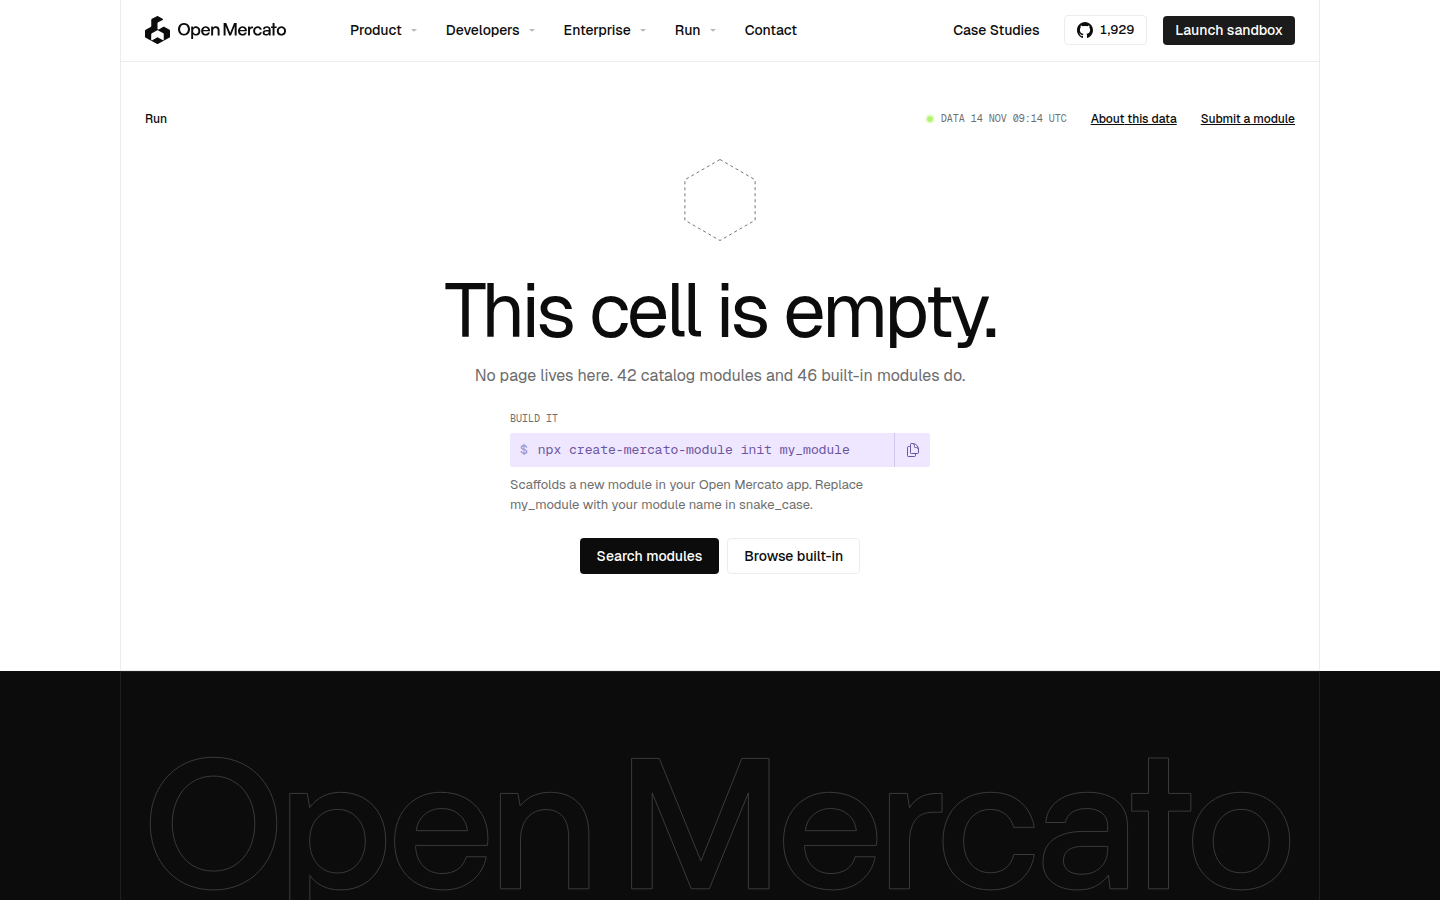 Open Mercato
Product
Developers
Enterprise
Run
Contact
Case Studies
1,929
Launch sandbox
Run
DATA 14 NOV 09:14 UTC
About this data
Submit a module
This cell is empty.
No page lives here. 42 catalog modules and 46 built-in modules do.
BUILD IT
$ npx create-mercato-module init my_module
Scaffolds a new module in your Open Mercato app. Replace
my_module with your module name in snake_case.
Search modules
Browse built-in
Open Mercato